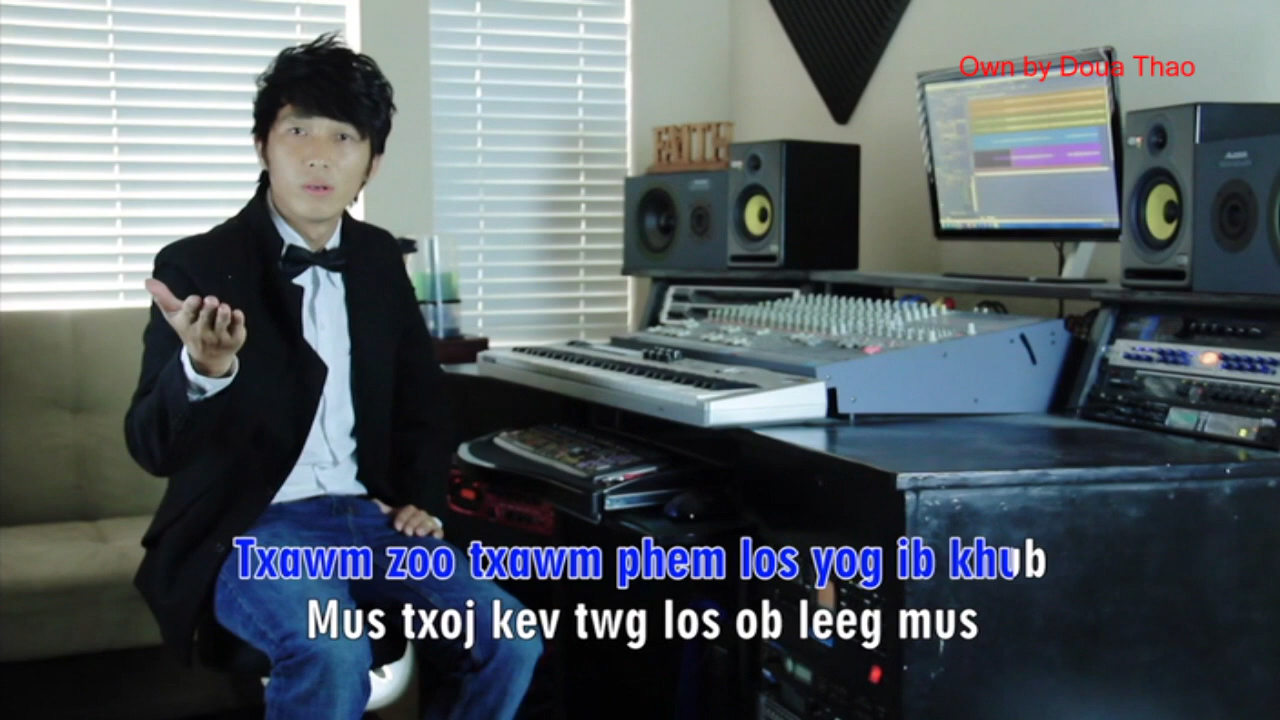 Own by Doua Thao
FAITH
Txawm zoo txawm phem los yog ib khub
Mus txoj kev twg los ob leeg mus